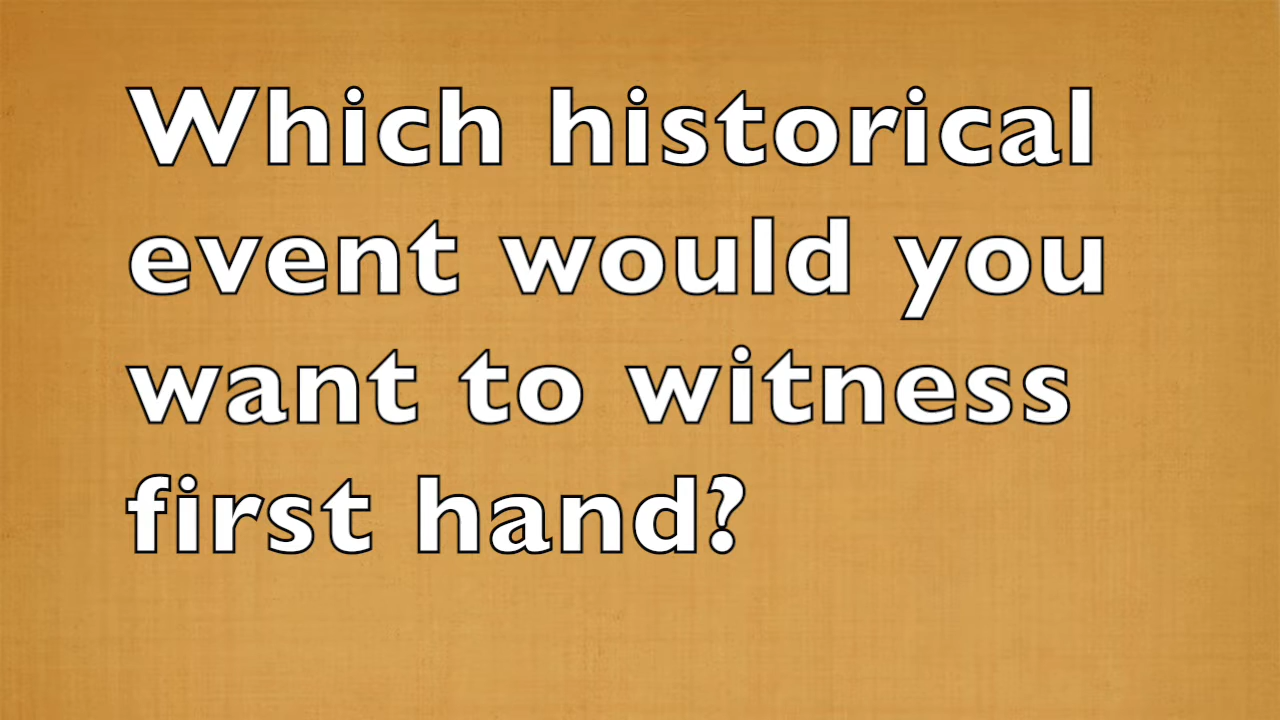 Which historical
event would you
want to witness
first hand?